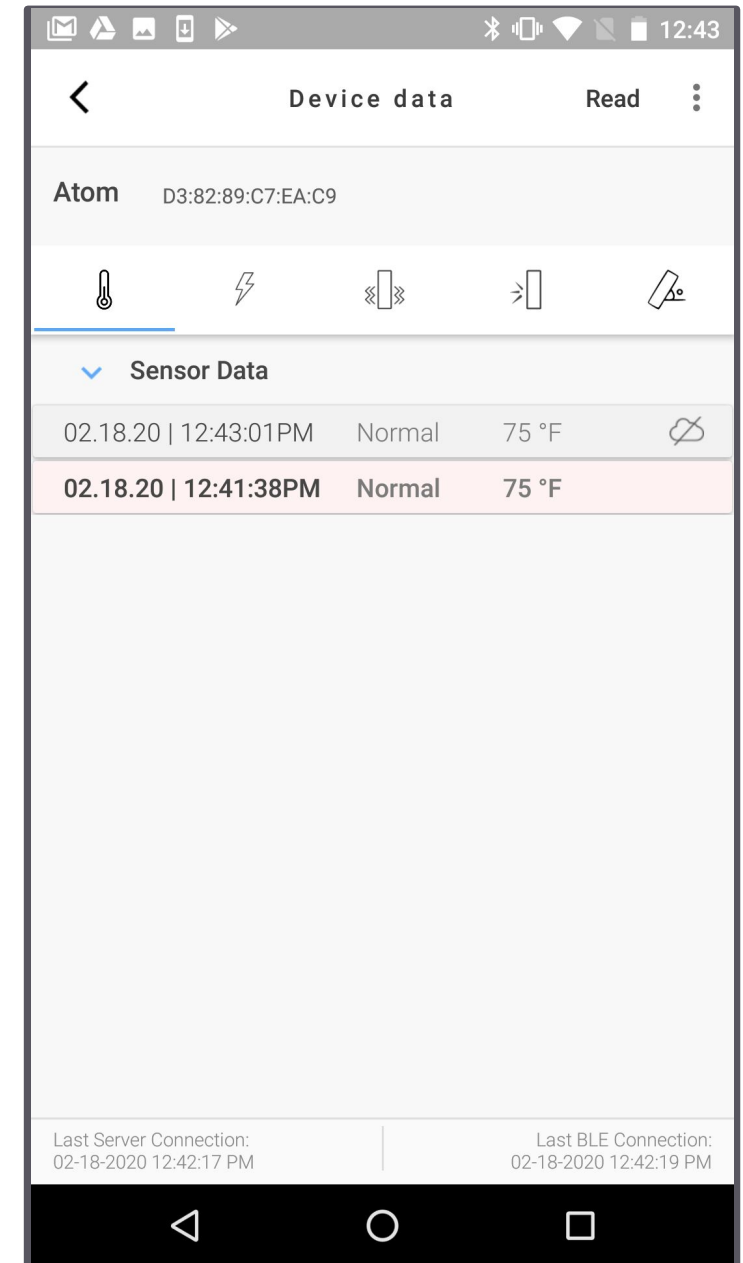 12:43
Device data Read
Atom D3:82:89:C7:EA:C9
Sensor Data
02.18.20 | 12:43:01PM Normal 75 °F
02.18.20 | 12:41:38PM Normal 75 °F
Last Server Connection: Last BLE Connection:
02-18-2020 12:42:17 PM 02-18-2020 12:42:19 PM